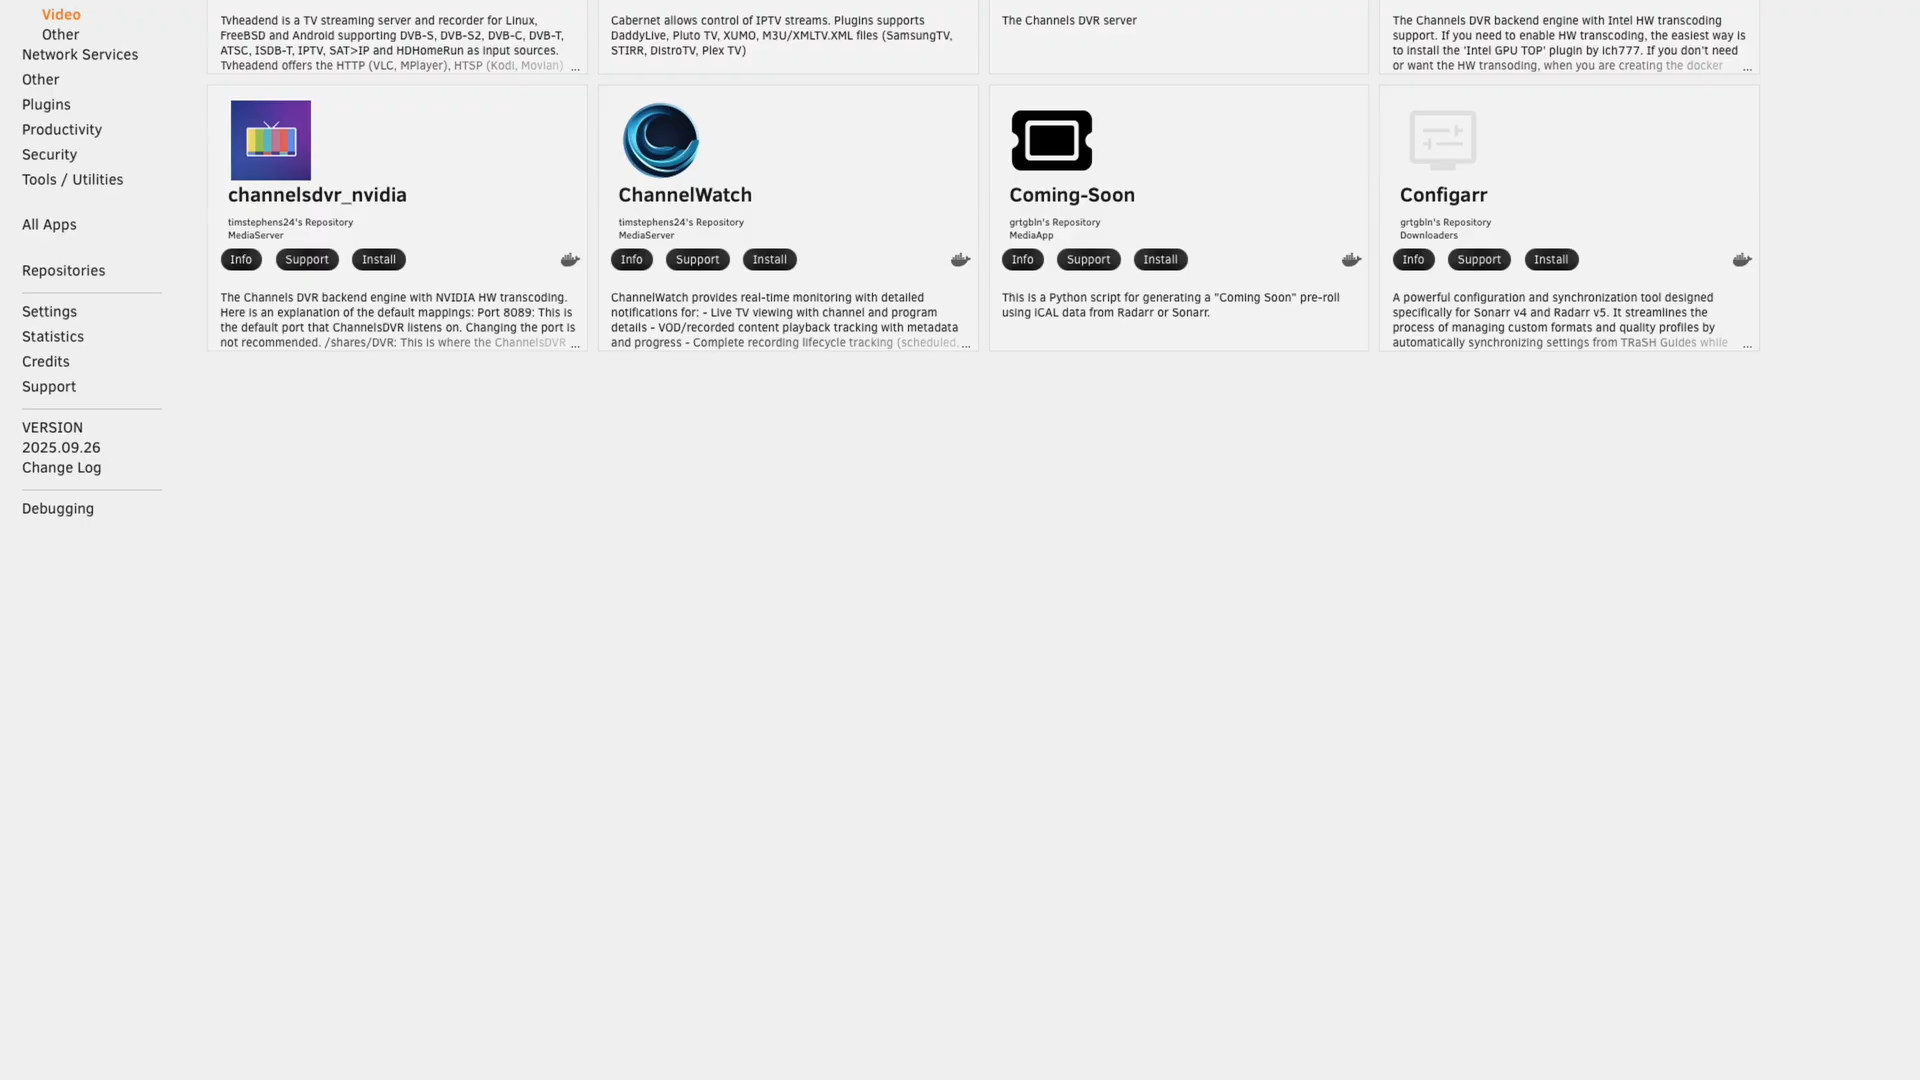 Video
Other
Network Services
Other
Plugins
Productivity
Security
Tools / Utilities
All Apps
Repositories
Settings
Statistics
Credits
Support
VERSION
2025.09.26
Change Log
Debugging
Tvheadend is a TV streaming server and recorder for Linux,
FreeBSD and Android supporting DVB-S, DVB-S2, DVB-C, DVB-T,
ATSC, ISDB-T, IPTV, SAT>IP and HDHomeRun as input sources.
Tvheadend offers the HTTP (VLC, MPlayer), HTSP (Kodi, Movian) ...
Cabernet allows control of IPTV streams. Plugins supports
DaddyLive, Pluto TV, XUMO, M3U/XMLTV.XML files (SamsungTV,
STIRR, DistroTV, Plex TV)
The Channels DVR server
The Channels DVR backend engine with Intel HW transcoding
support. If you need to enable HW transcoding, the easiest way is
to install the 'Intel GPU TOP' plugin by ich777. If you don't need
or want the HW transoding, when you are creating the docker ...
channelsdvr_nvidia
timstephens24's Repository
MediaServer
Info Support Install
The Channels DVR backend engine with NVIDIA HW transcoding.
Here is an explanation of the default mappings: Port 8089: This is
the default port that ChannelsDVR listens on. Changing the port is
not recommended. /shares/DVR: This is where the ChannelsDVR ...
ChannelWatch
timstephens24's Repository
MediaServer
Info Support Install
ChannelWatch provides real-time monitoring with detailed
notifications for: - Live TV viewing with channel and program
details - VOD/recorded content playback tracking with metadata
and progress - Complete recording lifecycle tracking (scheduled, ...
Coming-Soon
grtgbln's Repository
MediaApp
Info Support Install
This is a Python script for generating a "Coming Soon" pre-roll
using iCAL data from Radarr or Sonarr.
Configarr
grtgbln's Repository
Downloaders
Info Support Install
A powerful configuration and synchronization tool designed
specifically for Sonarr v4 and Radarr v5. It streamlines the
process of managing custom formats and quality profiles by
automatically synchronizing settings from TRaSH Guides while ...